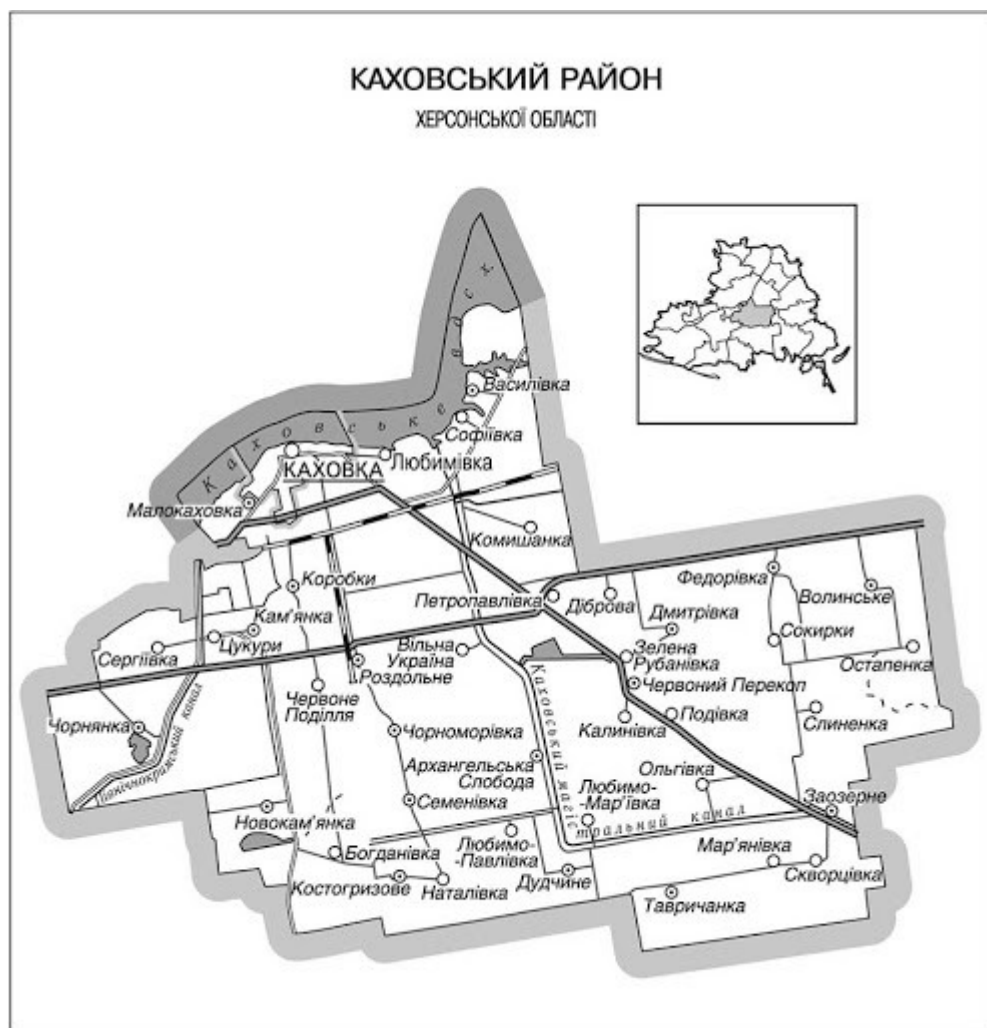 КАХОВСЬКИЙ РАЙОН
ХЕРСОНСЬКОЇ ОБЛАСТІ
Каховське
вдсх
Василівка
Софіївка
КАХОВКА
Любимівка
Малокаховка
Комишанка
Коробки
Федорівка
Петропавлівка
Діброва
Волинське
Кам'янка
Дмитрівка
Цукури
Сокирки
Сергіївка
Вільна
Україна
Зелена
Рубанівка
Остапенка
Роздольне
Червоний Перекоп
Червоне
Поділля
Подівка
Слиненка
Чорнянка
Чорноморівка
Калинівка
Північнокримський канал
Каховський магістральний канал
Архангельська
Слобода
Ольгівка
Любимо-
Мар'ївка
Заозерне
Семенівка
Новокам'янка
Любимо-
-Павлівка
Мар'янівка
Богданівка
Скворцівка
Костогризове
Наталівка
Дудчине
Тавричанка